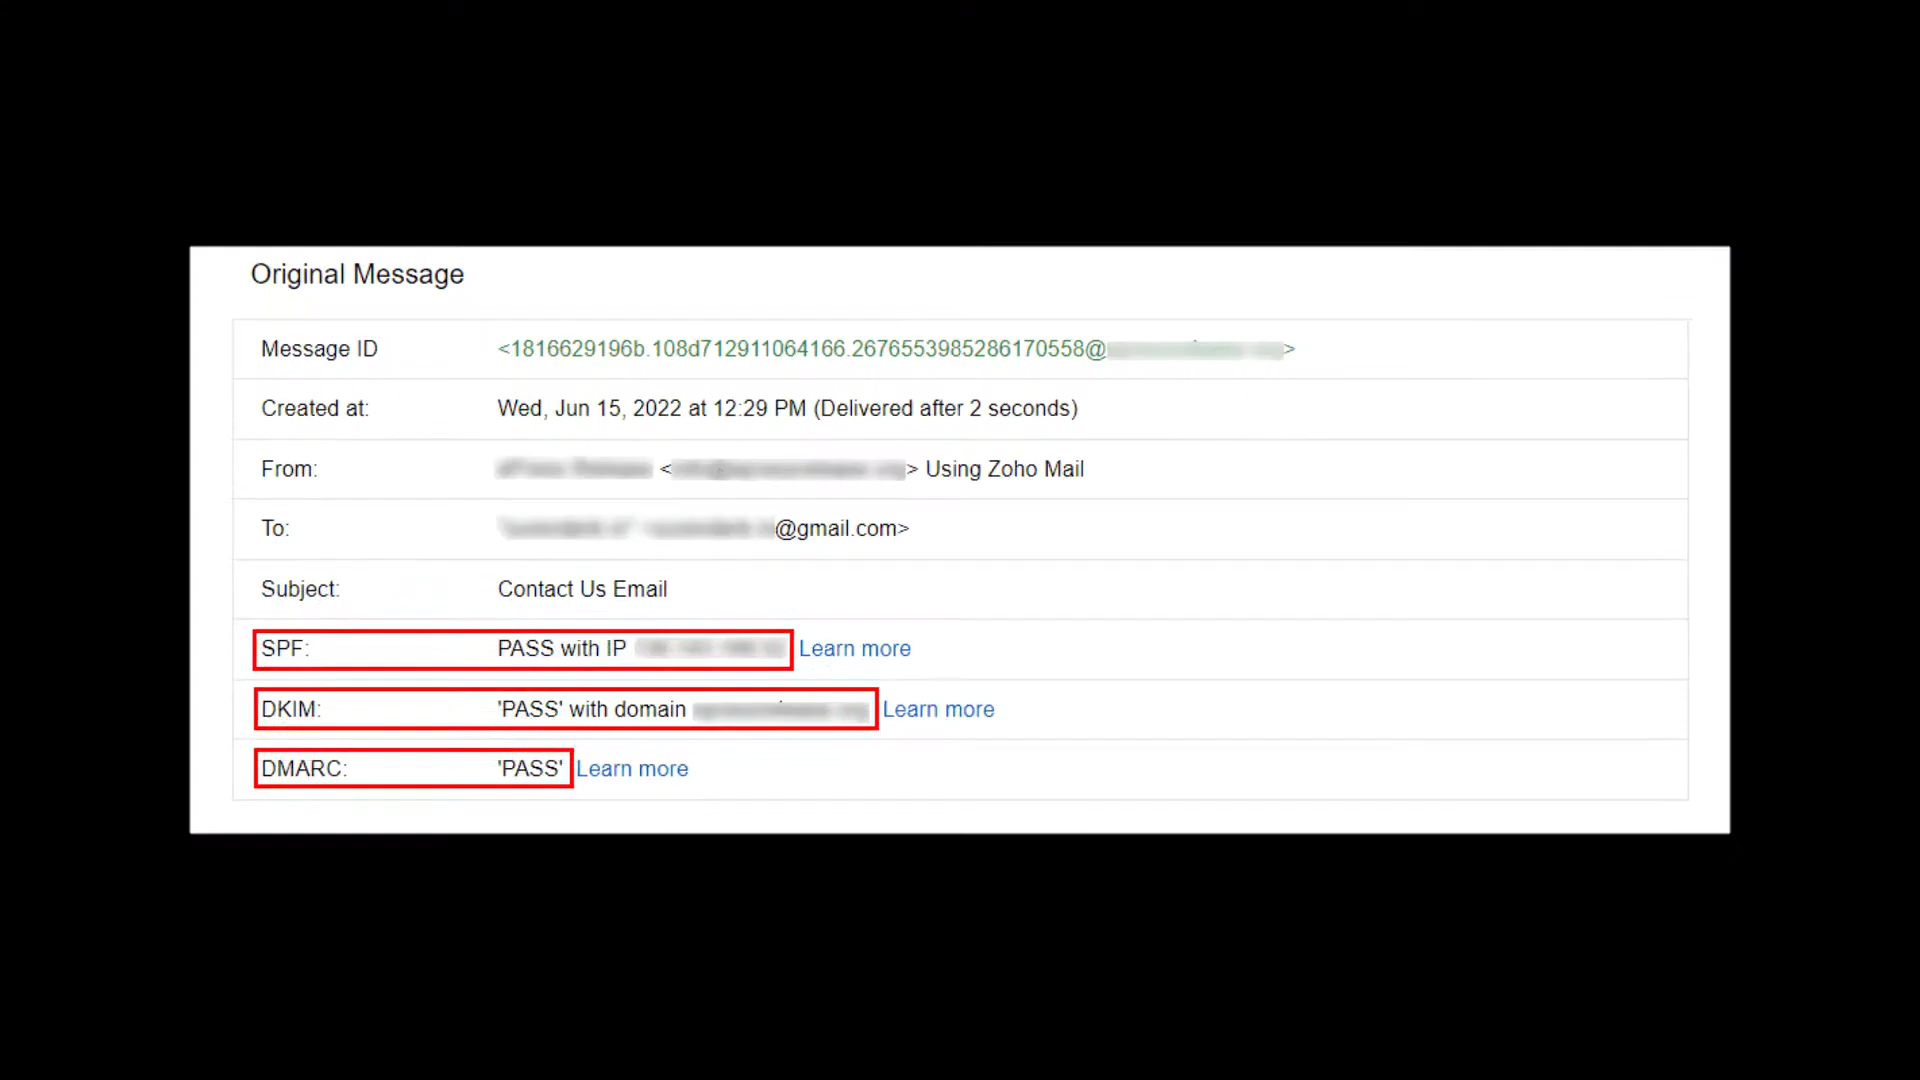 Original Message
Message ID <1816629196b.108d712911064166.2676553985286170558@ >
Created at: Wed, Jun 15, 2022 at 12:29 PM (Delivered after 2 seconds)
From: < > Using Zoho Mail
To: @gmail.com>
Subject: Contact Us Email
SPF: PASS with IP Learn more
DKIM: 'PASS' with domain Learn more
DMARC: 'PASS' Learn more